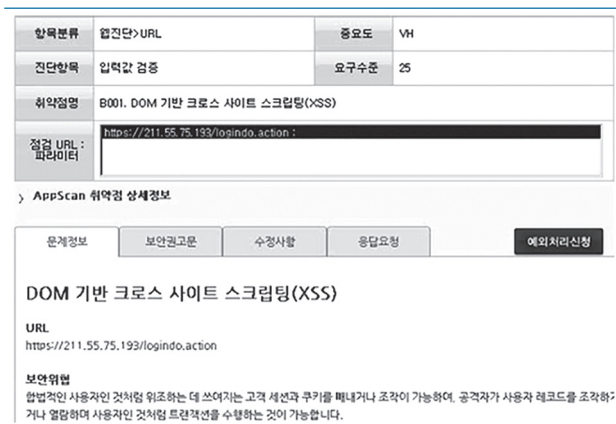 항목분류 웹진단>URL 중요도 VH
진단항목 입력값 검증 요구수준 25
취약점명 B001. DOM 기반 크로스 사이트 스크립팅(XSS)
점검 URL : 파라미터 https://211.55.75.193/logindo.action :
> AppScan 취약점 상세정보
문제정보 보안권고문 수정사항 응답요청 예외처리신청
DOM 기반 크로스 사이트 스크립팅(XSS)
URL
https://211.55.75.193/logindo.action
보안위협
합법적인 사용자인 것처럼 위조하는 데 쓰여지는 고객 세션과 쿠키를 빼내거나 조작이 가능하며, 공격자가 사용자 레코드를 조작하
거나 열람하며 사용자인 것처럼 트랜잭션을 수행하는 것이 가능합니다.